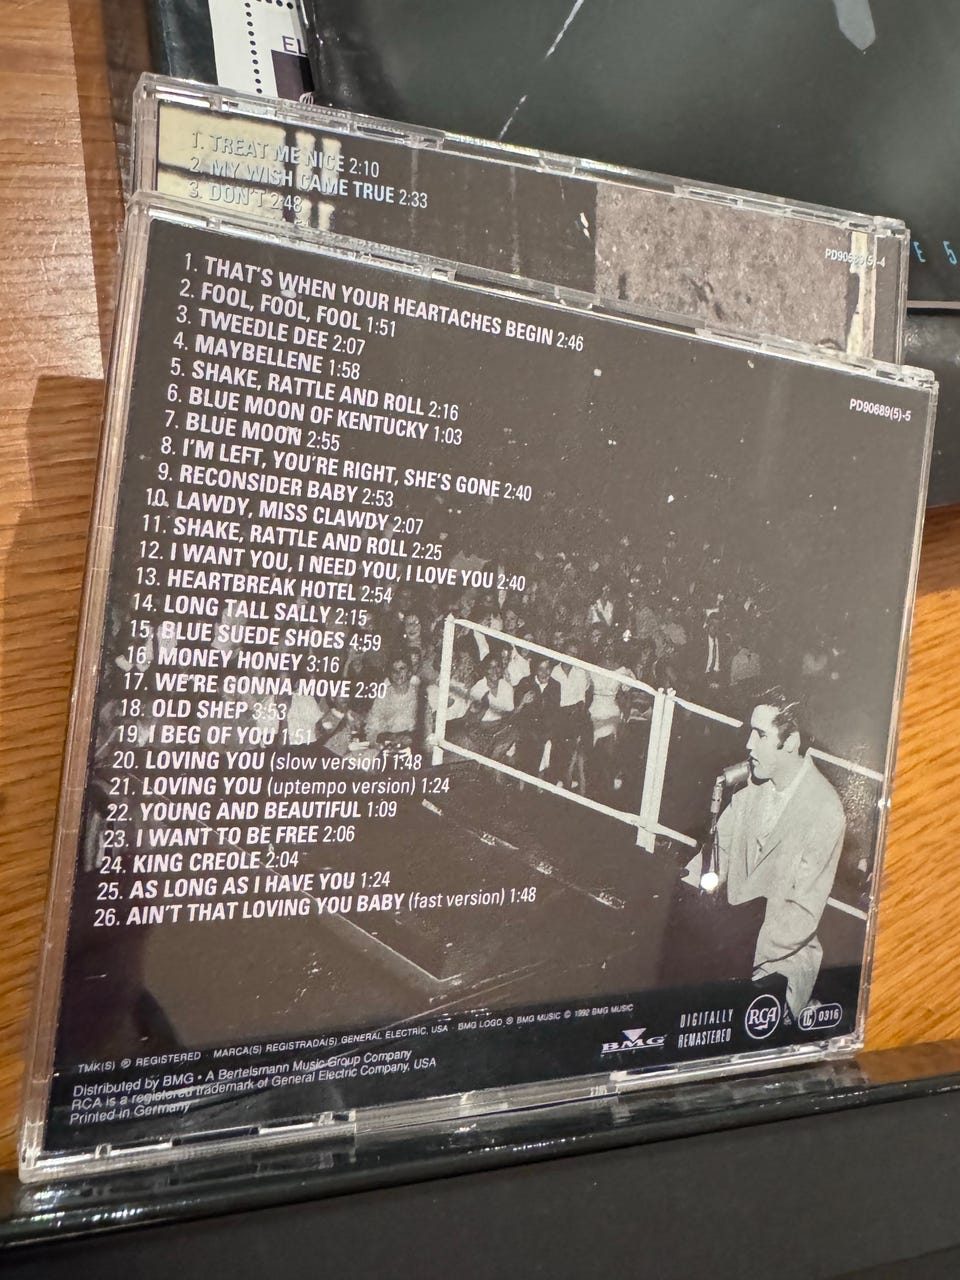 EL
E 5
1. TREAT ME NICE 2:10
2. MY WISH CAME TRUE 2:33
3. DON'T 2:48
PD90689(5)-4
1. THAT'S WHEN YOUR HEARTACHES BEGIN 2:46
2. FOOL, FOOL, FOOL 1:51
3. TWEEDLE DEE 2:07
4. MAYBELLENE 1:58
5. SHAKE, RATTLE AND ROLL 2:16
6. BLUE MOON OF KENTUCKY 1:03
7. BLUE MOON 2:55
8. I'M LEFT, YOU'RE RIGHT, SHE'S GONE 2:40
9. RECONSIDER BABY 2:53
10. LAWDY, MISS CLAWDY 2:07
11. SHAKE, RATTLE AND ROLL 2:25
12. I WANT YOU, I NEED YOU, I LOVE YOU 2:40
13. HEARTBREAK HOTEL 2:54
14. LONG TALL SALLY 2:15
15. BLUE SUEDE SHOES 4:59
16. MONEY HONEY 3:16
17. WE'RE GONNA MOVE 2:30
18. OLD SHEP 3:53
19. I BEG OF YOU 1:51
20. LOVING YOU (slow version) 1:48
21. LOVING YOU (uptempo version) 1:24
22. YOUNG AND BEAUTIFUL 1:09
23. I WANT TO BE FREE 2:06
24. KING CREOLE 2:04
25. AS LONG AS I HAVE YOU 1:24
26. AIN'T THAT LOVING YOU BABY (fast version) 1:48
PD90689(5)-5
TMK(S) ® REGISTERED · MARCA(S) REGISTRADA(S) GENERAL ELECTRIC, USA · BMG LOGO ® BMG MUSIC © 1992 BMG MUSIC
Distributed by BMG • A Bertelsmann Music Group Company
RCA is a registered trademark of General Electric Company, USA
Printed in Germany
BMG
DIGITALLY
REMASTERED
RCA
LC 0316